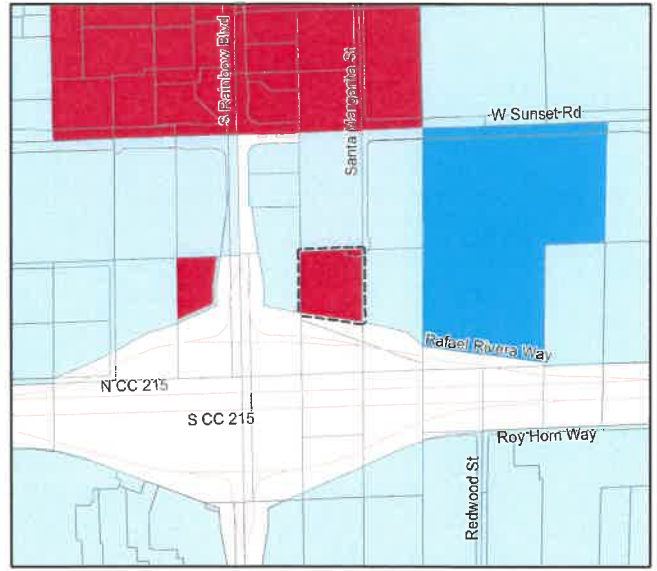 S Rainbow Blvd
Santa Margarita St
W Sunset Rd
Rafael Rivera Way
N CC 215
S CC 215
Roy Horn Way
Redwood St